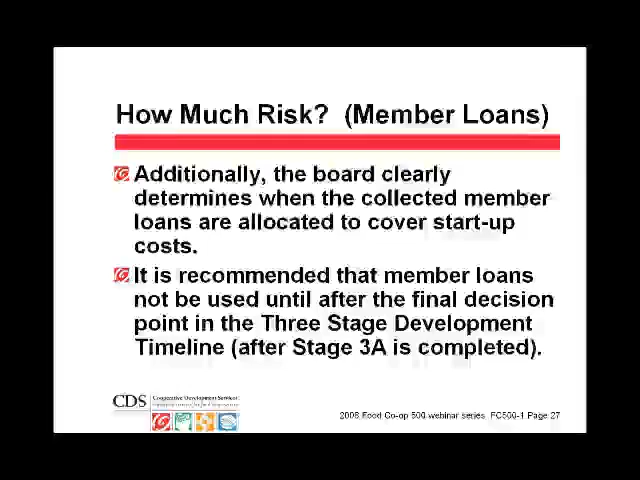 How Much Risk?  (Member Loans)
Additionally, the board clearly
determines when the collected member
loans are allocated to cover start-up
costs.
It is recommended that member loans
not be used until after the final decision
point in the Three Stage Development
Timeline (after Stage 3A is completed).
CDS
Cooperative Development Services
2008 Food Co-op 500 webinar series  FC500-1 Page 27